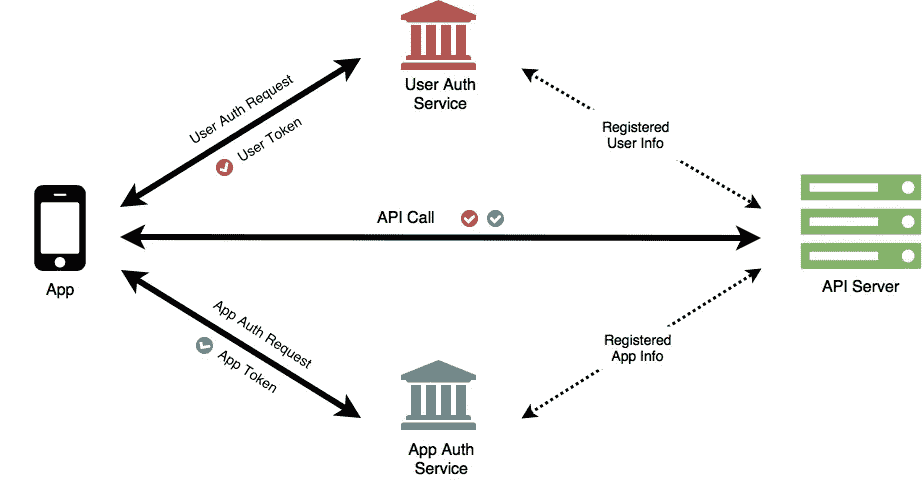 User Auth
Service
User Auth Request
User Token
Registered
User Info
API Call
App
API Server
App Auth Request
App Token
Registered
App Info
App Auth
Service